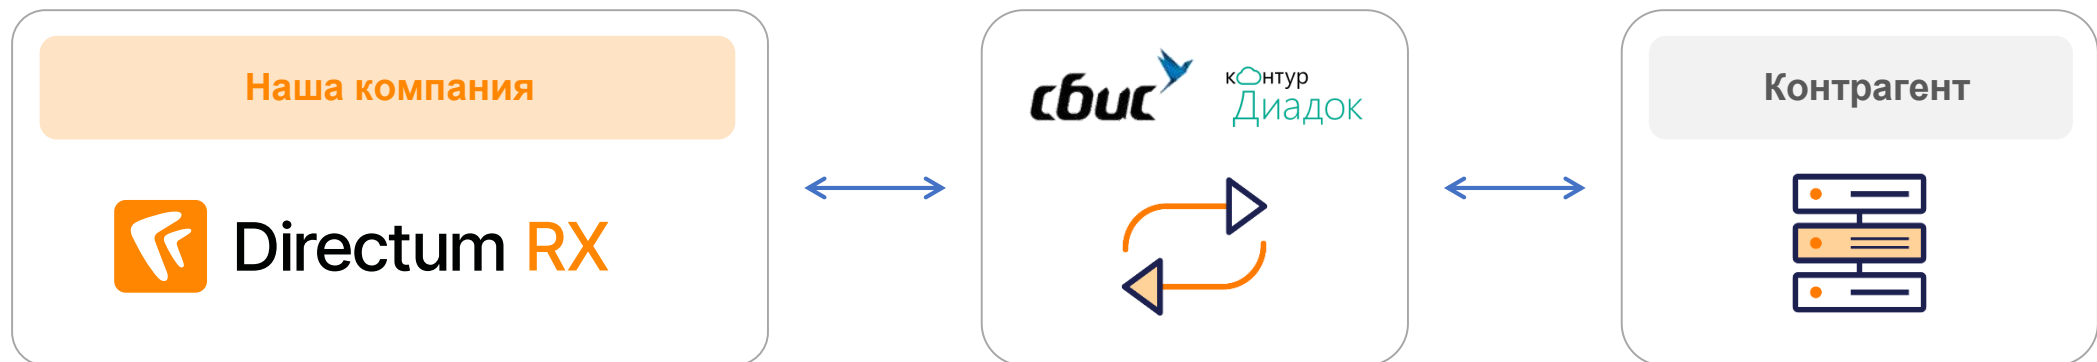 Наша компания
Directum RX
сбис
контур
Диадок
Контрагент